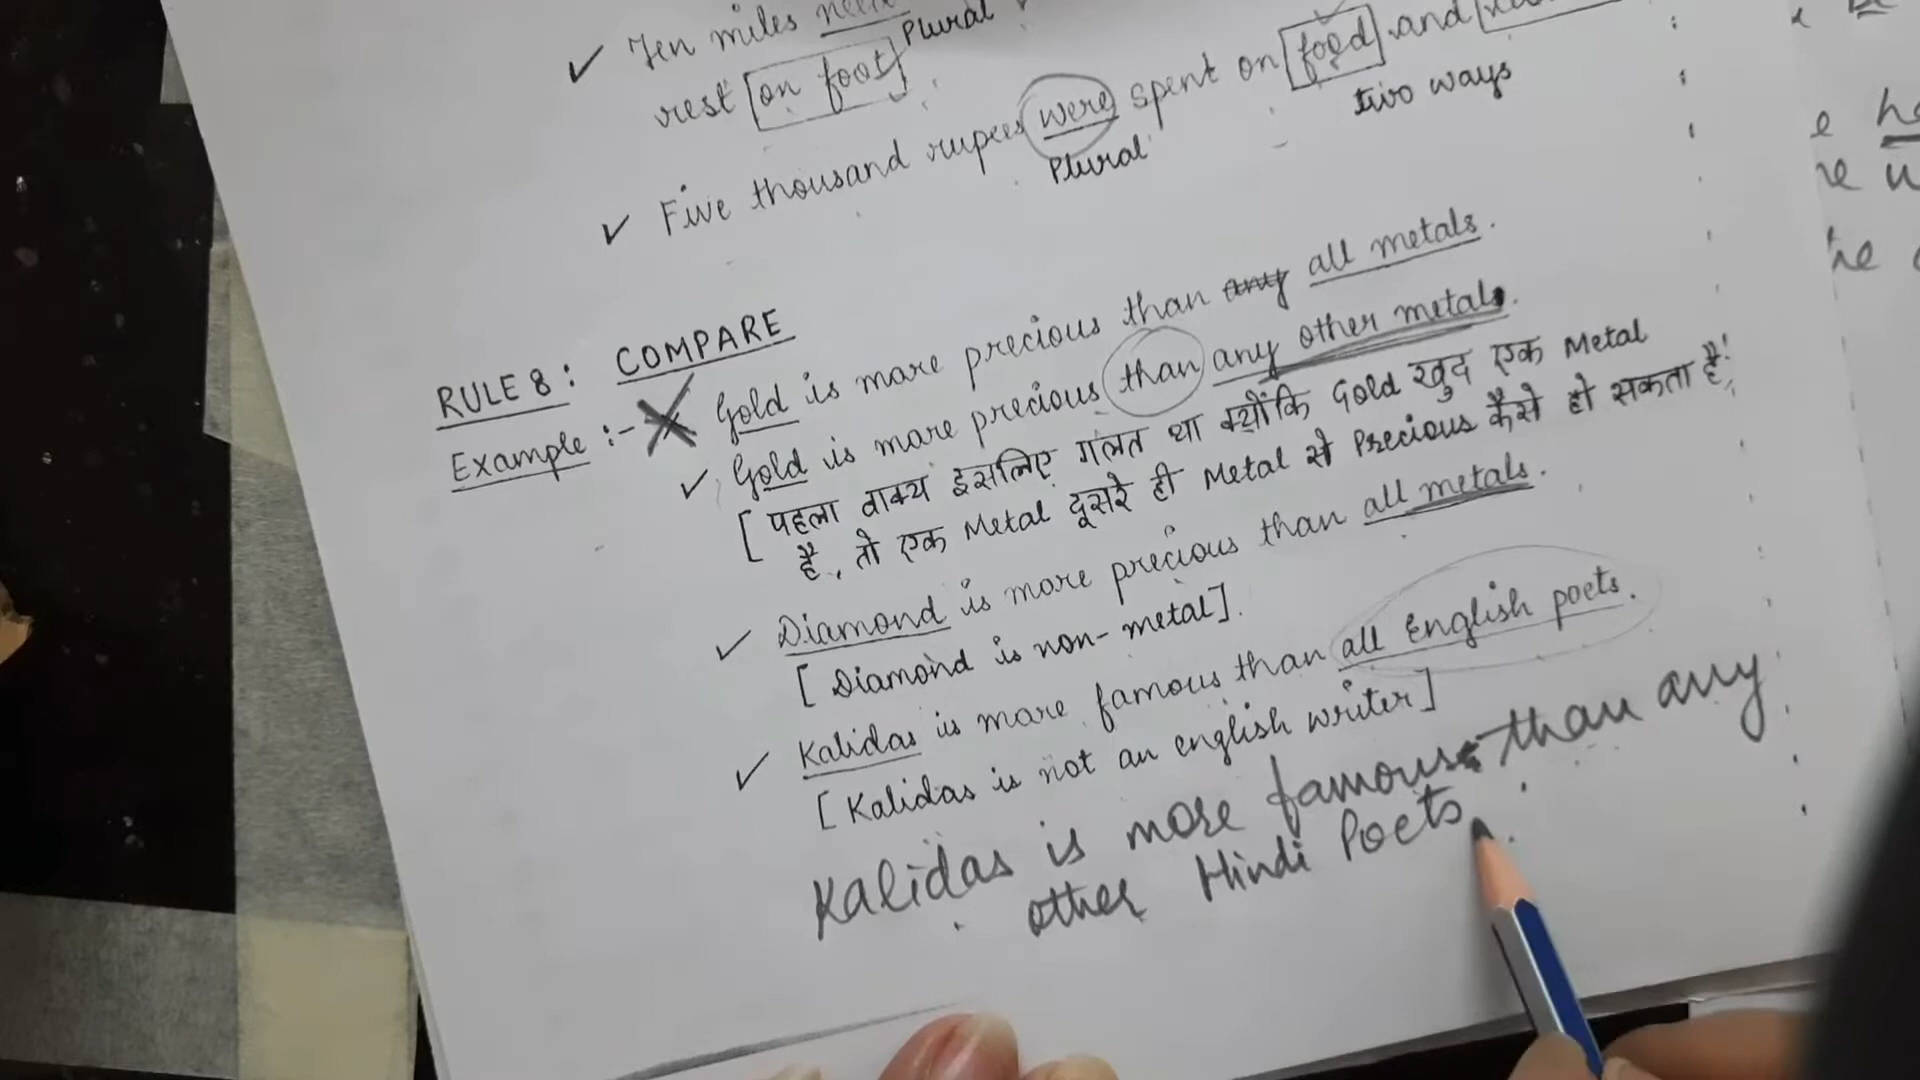 ✓ Ten miles
Plural
rest on foot
✓ Five thousand rupees were spent on food and
Plural
two ways
RULE 8: COMPARE
Example :- ✗ Gold is more precious than any all metals.
✓ Gold is more precious than any other metal.
[पहला वाक्य इसलिए गलत था क्योंकि Gold खुद एक Metal
है, तो एक Metal दूसरे ही Metal से Precious कैसे हो सकता है!
✓ Diamond is more precious than all metals.
[Diamond is non-metal].
✓ Kalidas is more famous than all English poets.
[Kalidas is not an english writer]
Kalidas is more famous than any
other Hindi Poets.